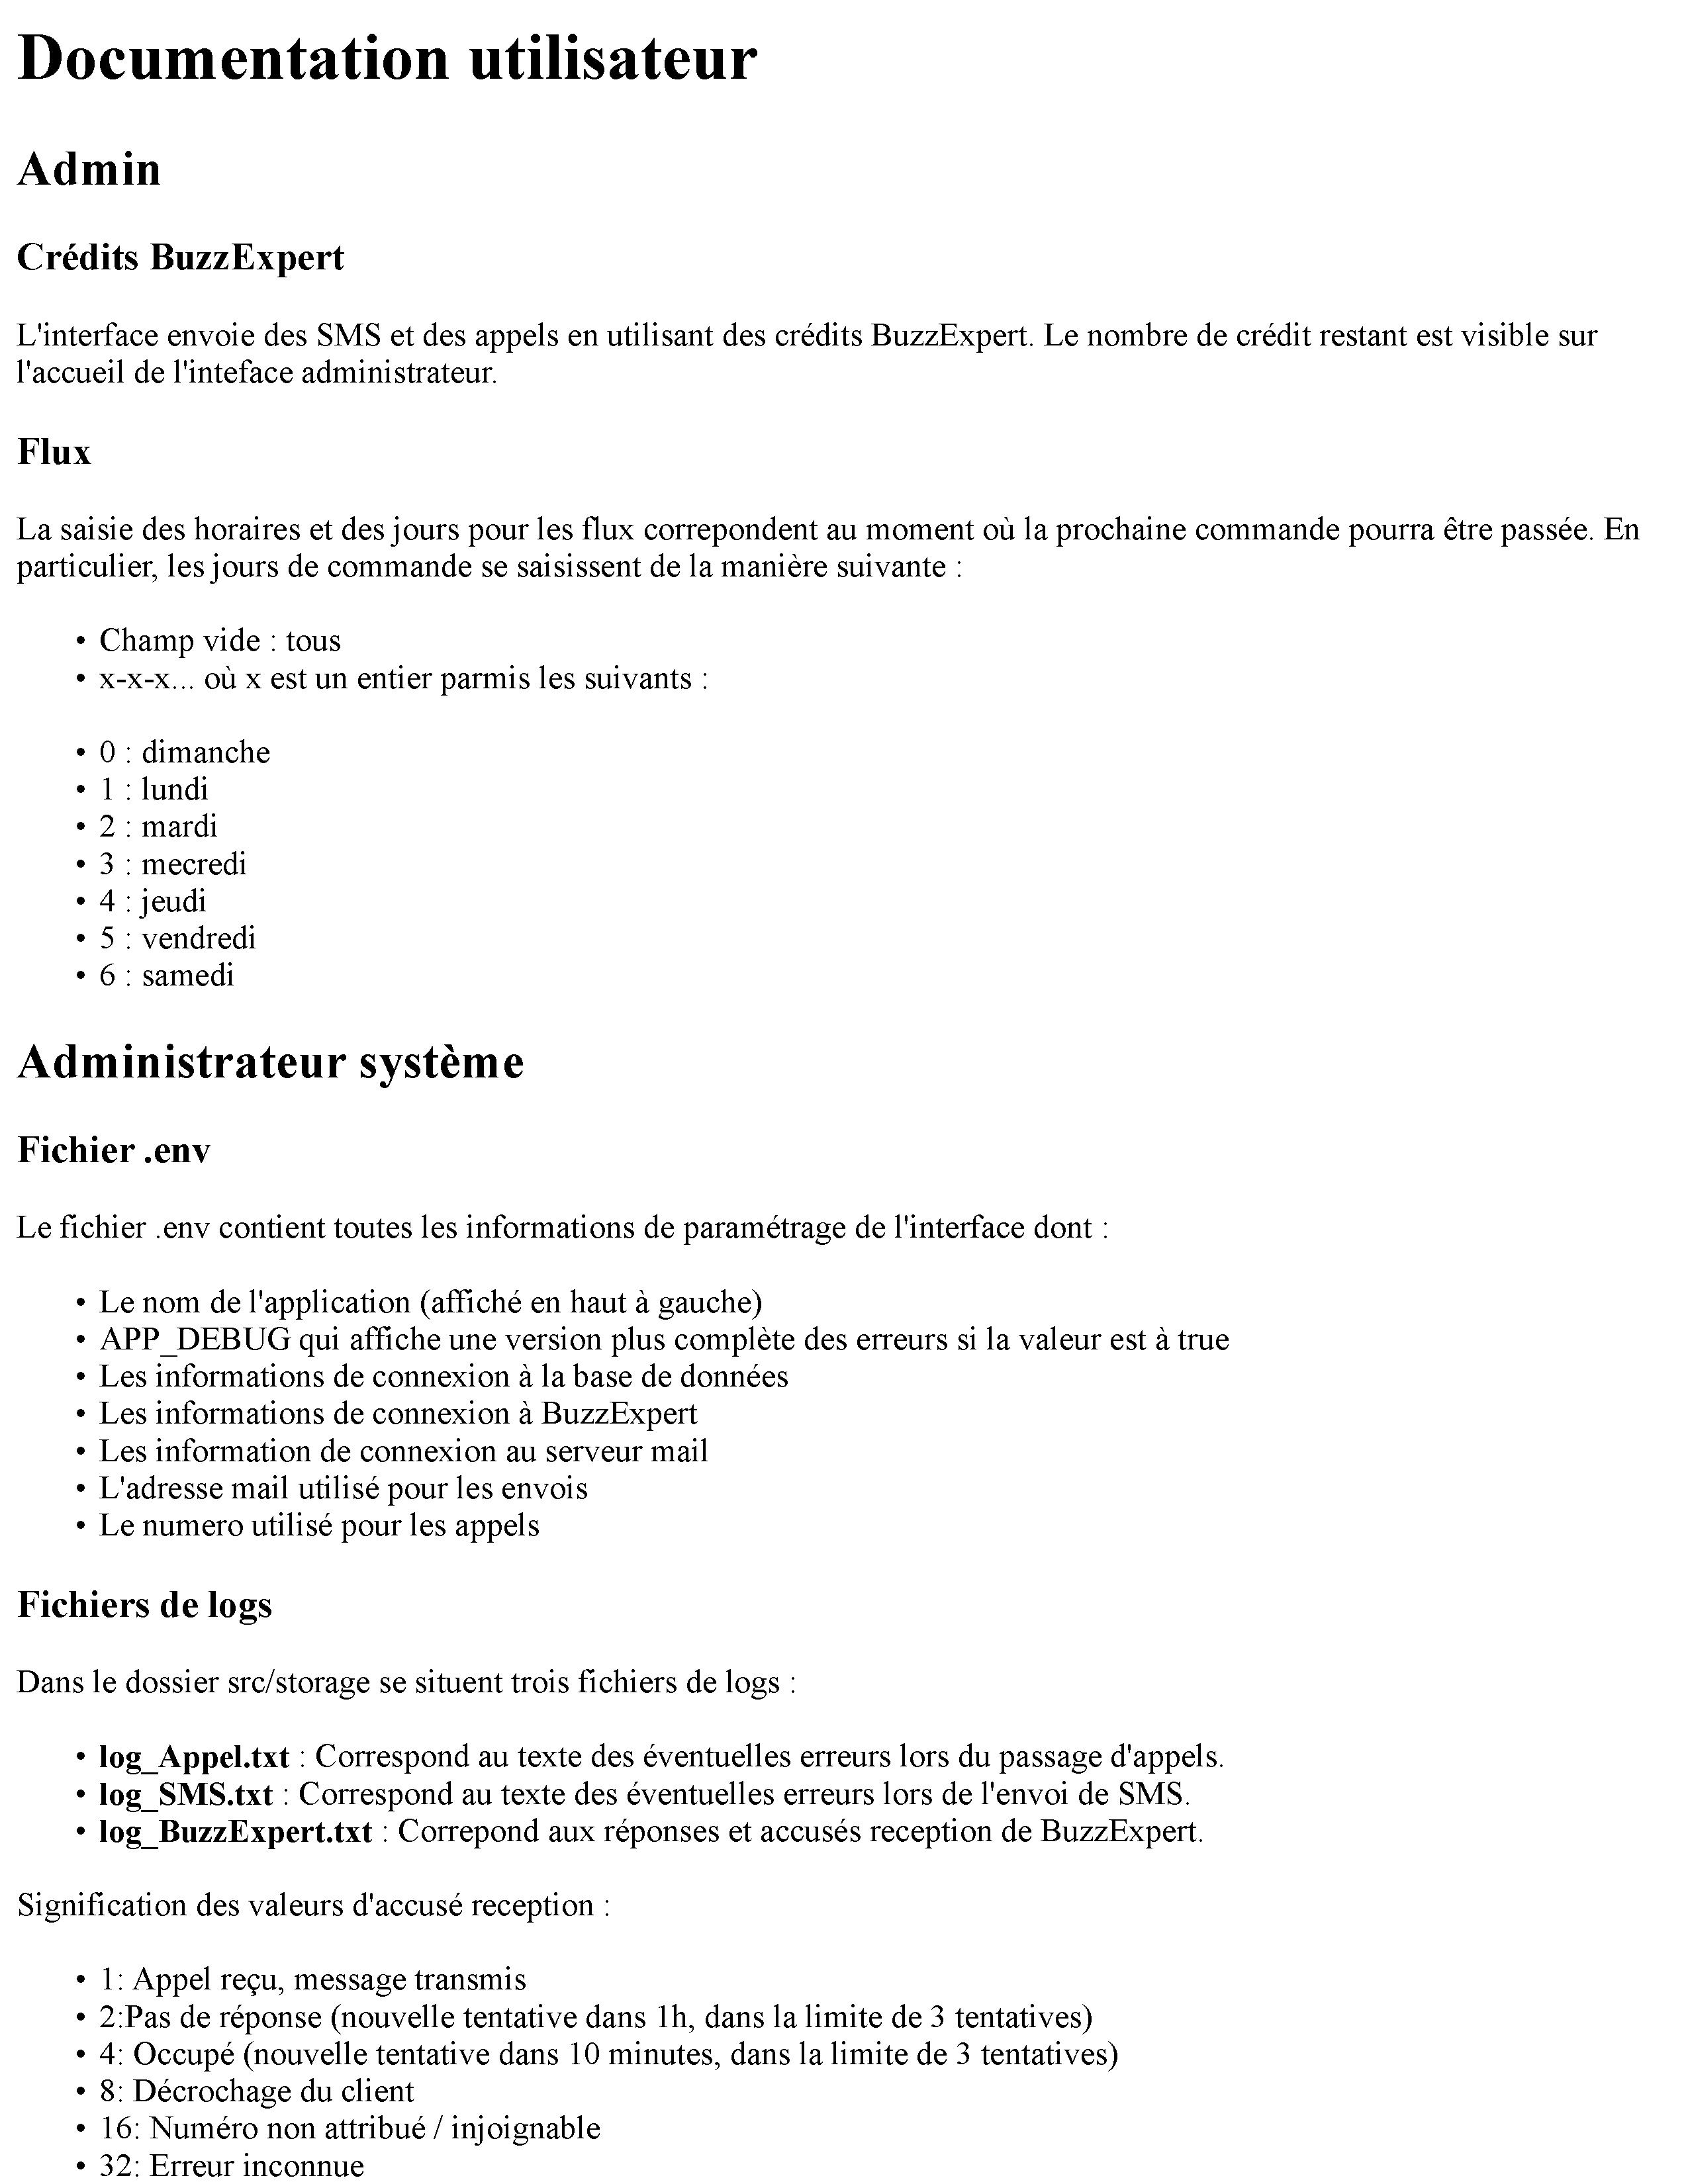 Documentation utilisateur
Admin
Crédits BuzzExpert
L'interface envoie des SMS et des appels en utilisant des crédits BuzzExpert. Le nombre de crédit restant est visible sur
l'accueil de l'inteface administrateur.
Flux
La saisie des horaires et des jours pour les flux correpondent au moment où la prochaine commande pourra être passée. En
particulier, les jours de commande se saisissent de la manière suivante :
• Champ vide : tous
• x-x-x... où x est un entier parmis les suivants :
• 0 : dimanche
• 1 : lundi
• 2 : mardi
• 3 : mecredi
• 4 : jeudi
• 5 : vendredi
• 6 : samedi
Administrateur système
Fichier .env
Le fichier .env contient toutes les informations de paramétrage de l'interface dont :
• Le nom de l'application (affiché en haut à gauche)
• APP_DEBUG qui affiche une version plus complète des erreurs si la valeur est à true
• Les informations de connexion à la base de données
• Les informations de connexion à BuzzExpert
• Les information de connexion au serveur mail
• L'adresse mail utilisé pour les envois
• Le numero utilisé pour les appels
Fichiers de logs
Dans le dossier src/storage se situent trois fichiers de logs :
• log_Appel.txt : Correspond au texte des éventuelles erreurs lors du passage d'appels.
• log_SMS.txt : Correspond au texte des éventuelles erreurs lors de l'envoi de SMS.
• log_BuzzExpert.txt : Correpond aux réponses et accusés reception de BuzzExpert.
Signification des valeurs d'accusé reception :
• 1: Appel reçu, message transmis
• 2:Pas de réponse (nouvelle tentative dans 1h, dans la limite de 3 tentatives)
• 4: Occupé (nouvelle tentative dans 10 minutes, dans la limite de 3 tentatives)
• 8: Décrochage du client
• 16: Numéro non attribué / injoignable
• 32: Erreur inconnue